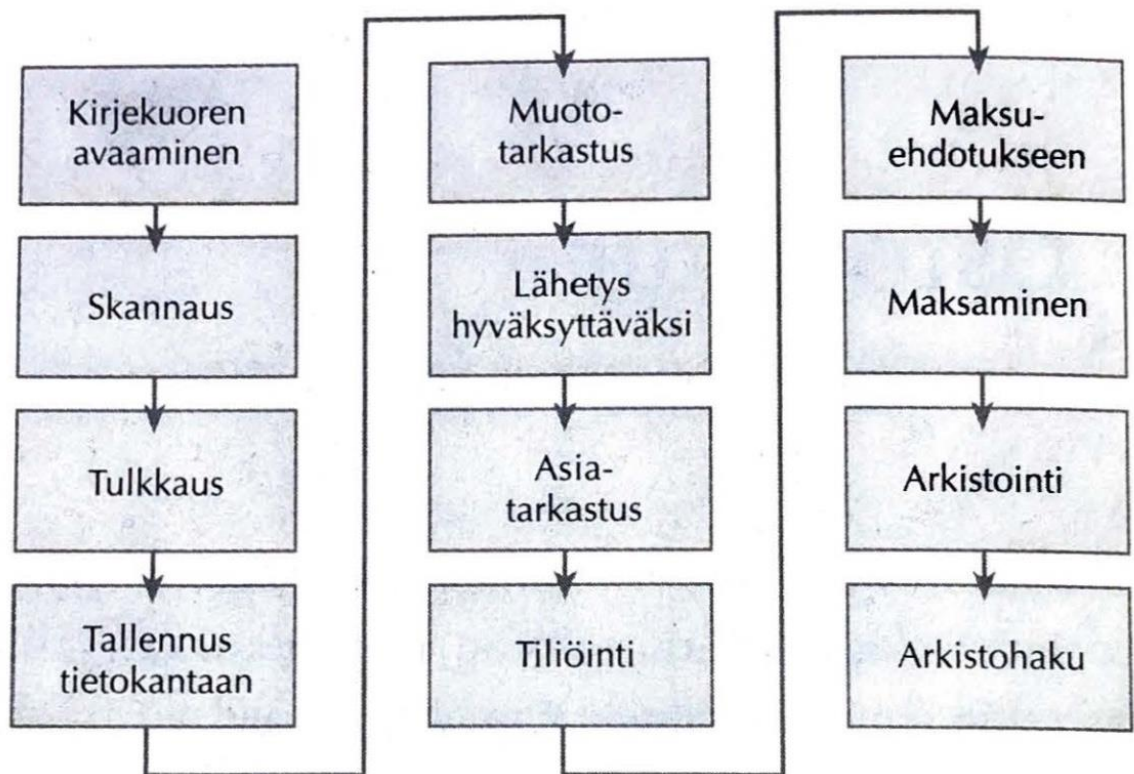 Kirjekuoren
avaaminen
Skannaus
Tulkkaus
Tallennus
tietokantaan
Muoto-
tarkastus
Lähetys
hyväksyttäväksi
Asia-
tarkastus
Tiliöinti
Maksu-
ehdotukseen
Maksaminen
Arkistointi
Arkistohaku